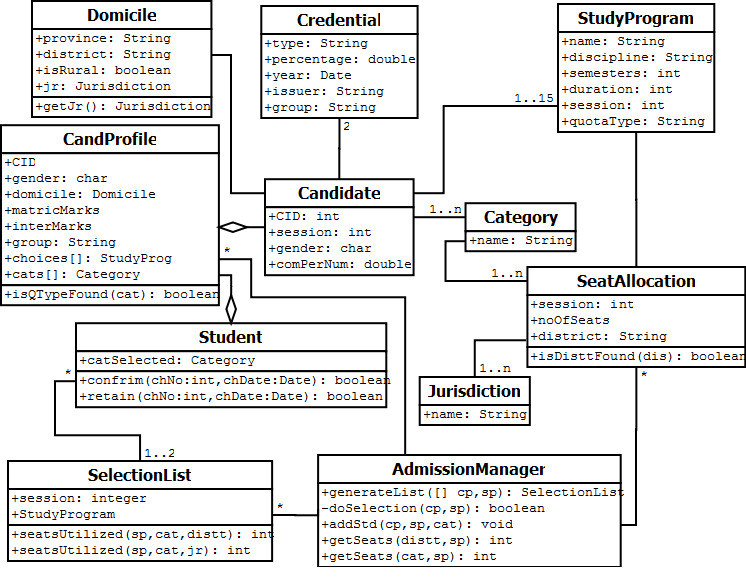 Domicile
+province: String
+district: String
+isRural: boolean
+jr: Jurisdiction
+getJr(): Jurisdiction
Credential
+type: String
+percentage: double
+year: Date
+issuer: String
+group: String
2
StudyProgram
+name: String
+discipline: String
+semesters: int
+duration: int
+session: int
+quotaType: String
1..15
CandProfile
+CID
+gender: char
+domicile: Domicile
+matricMarks
+interMarks
+group: String
+choices[]: StudyProg
+cats[]: Category
+isQTypeFound(cat): boolean
*
Candidate
+CID: int
+session: int
+gender: char
+comPerNum: double
1..n
Category
+name: String
1..n
SeatAllocation
+session: int
+noOfSeats
+district: String
+isDisttFound(dis): boolean
*
1..n
Jurisdiction
+name: String
Student
+catSelected: Category
+confrim(chNo:int,chDate:Date): boolean
+retain(chNo:int,chDate:Date): boolean
*
1..2
SelectionList
+session: integer
+StudyProgram
+seatsUtilized(sp,cat,distt): int
+seatsUtilized(sp,cat,jr): int
*
AdmissionManager
+generateList([] cp,sp): SelectionList
-doSelection(cp,sp): boolean
+addStd(cp,sp,cat): void
+getSeats(distt,sp): int
+getSeats(cat,sp): int